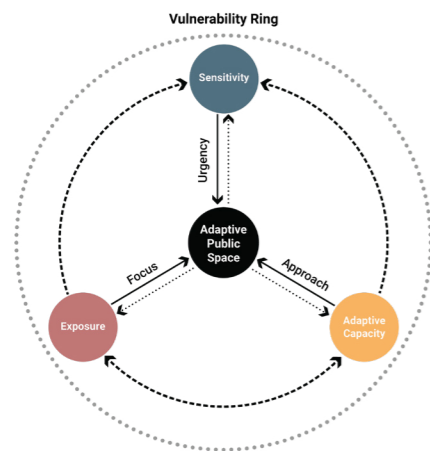 Vulnerability Ring
Sensitivity
Urgency
Adaptive
Public
Space
Focus
Approach
Exposure
Adaptive
Capacity